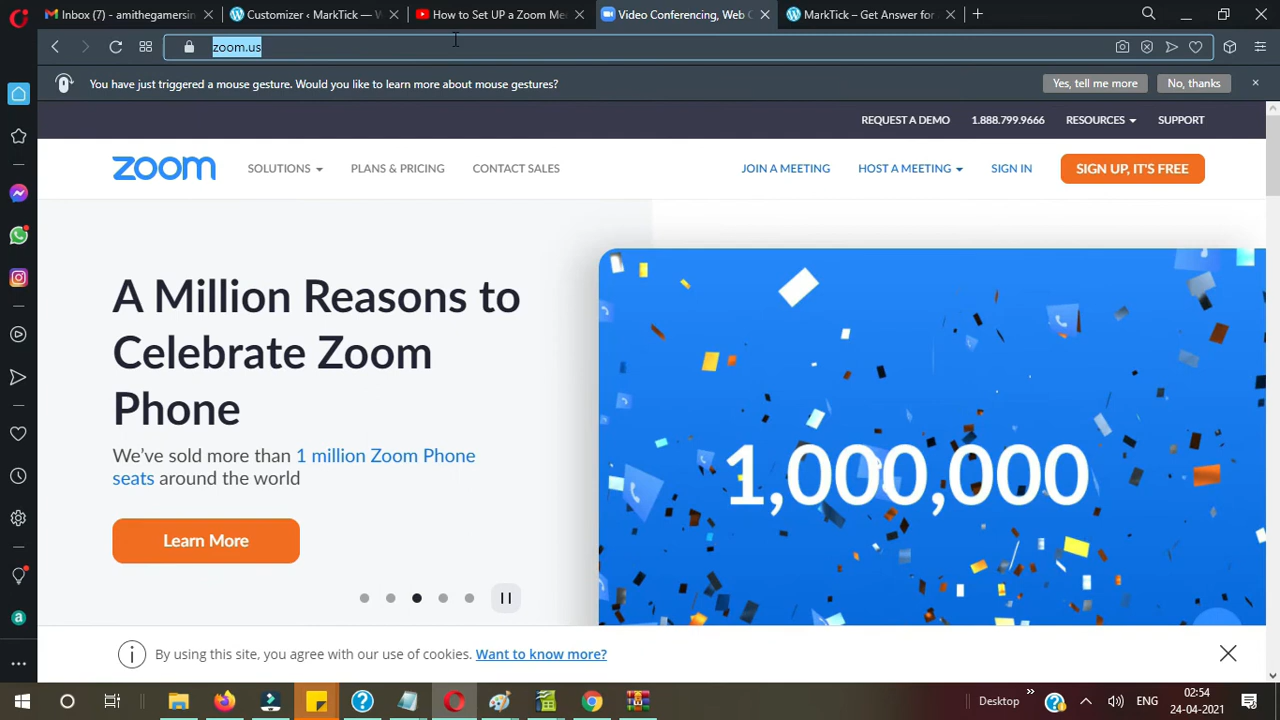 Inbox (7) - amithegamersin
Customizer ‹ MarkTick — W
How to Set UP a Zoom Me
Video Conferencing, Web C
MarkTick – Get Answer for
zoom.us
You have just triggered a mouse gesture. Would you like to learn more about mouse gestures?
Yes, tell me more
No, thanks
REQUEST A DEMO
1.888.799.9666
RESOURCES
SUPPORT
zoom
SOLUTIONS
PLANS & PRICING
CONTACT SALES
JOIN A MEETING
HOST A MEETING
SIGN IN
SIGN UP, IT'S FREE
A Million Reasons to
Celebrate Zoom
Phone
We've sold more than 1 million Zoom Phone
seats around the world
Learn More
1,000,000
By using this site, you agree with our use of cookies. Want to know more?
Desktop
ENG
02:54
24-04-2021